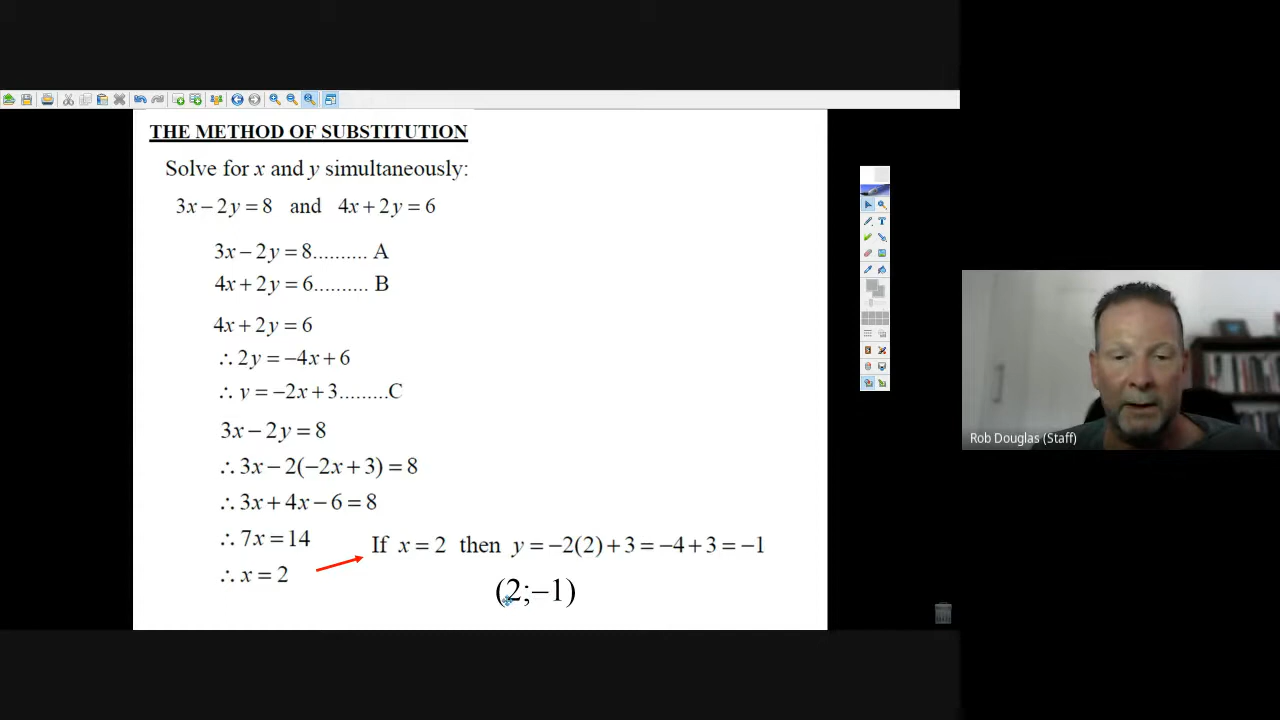 THE METHOD OF SUBSTITUTION
Solve for x and y simultaneously:
3x − 2y = 8 and 4x + 2y = 6
3x − 2y = 8.......... A
4x + 2y = 6.......... B
4x + 2y = 6
∴ 2y = −4x + 6
∴ y = −2x + 3.........C
3x − 2y = 8
∴ 3x − 2(−2x + 3) = 8
∴ 3x + 4x − 6 = 8
∴ 7x = 14
∴ x = 2
If x = 2 then y = −2(2) + 3 = −4 + 3 = −1
(2;−1)
Rob Douglas (Staff)